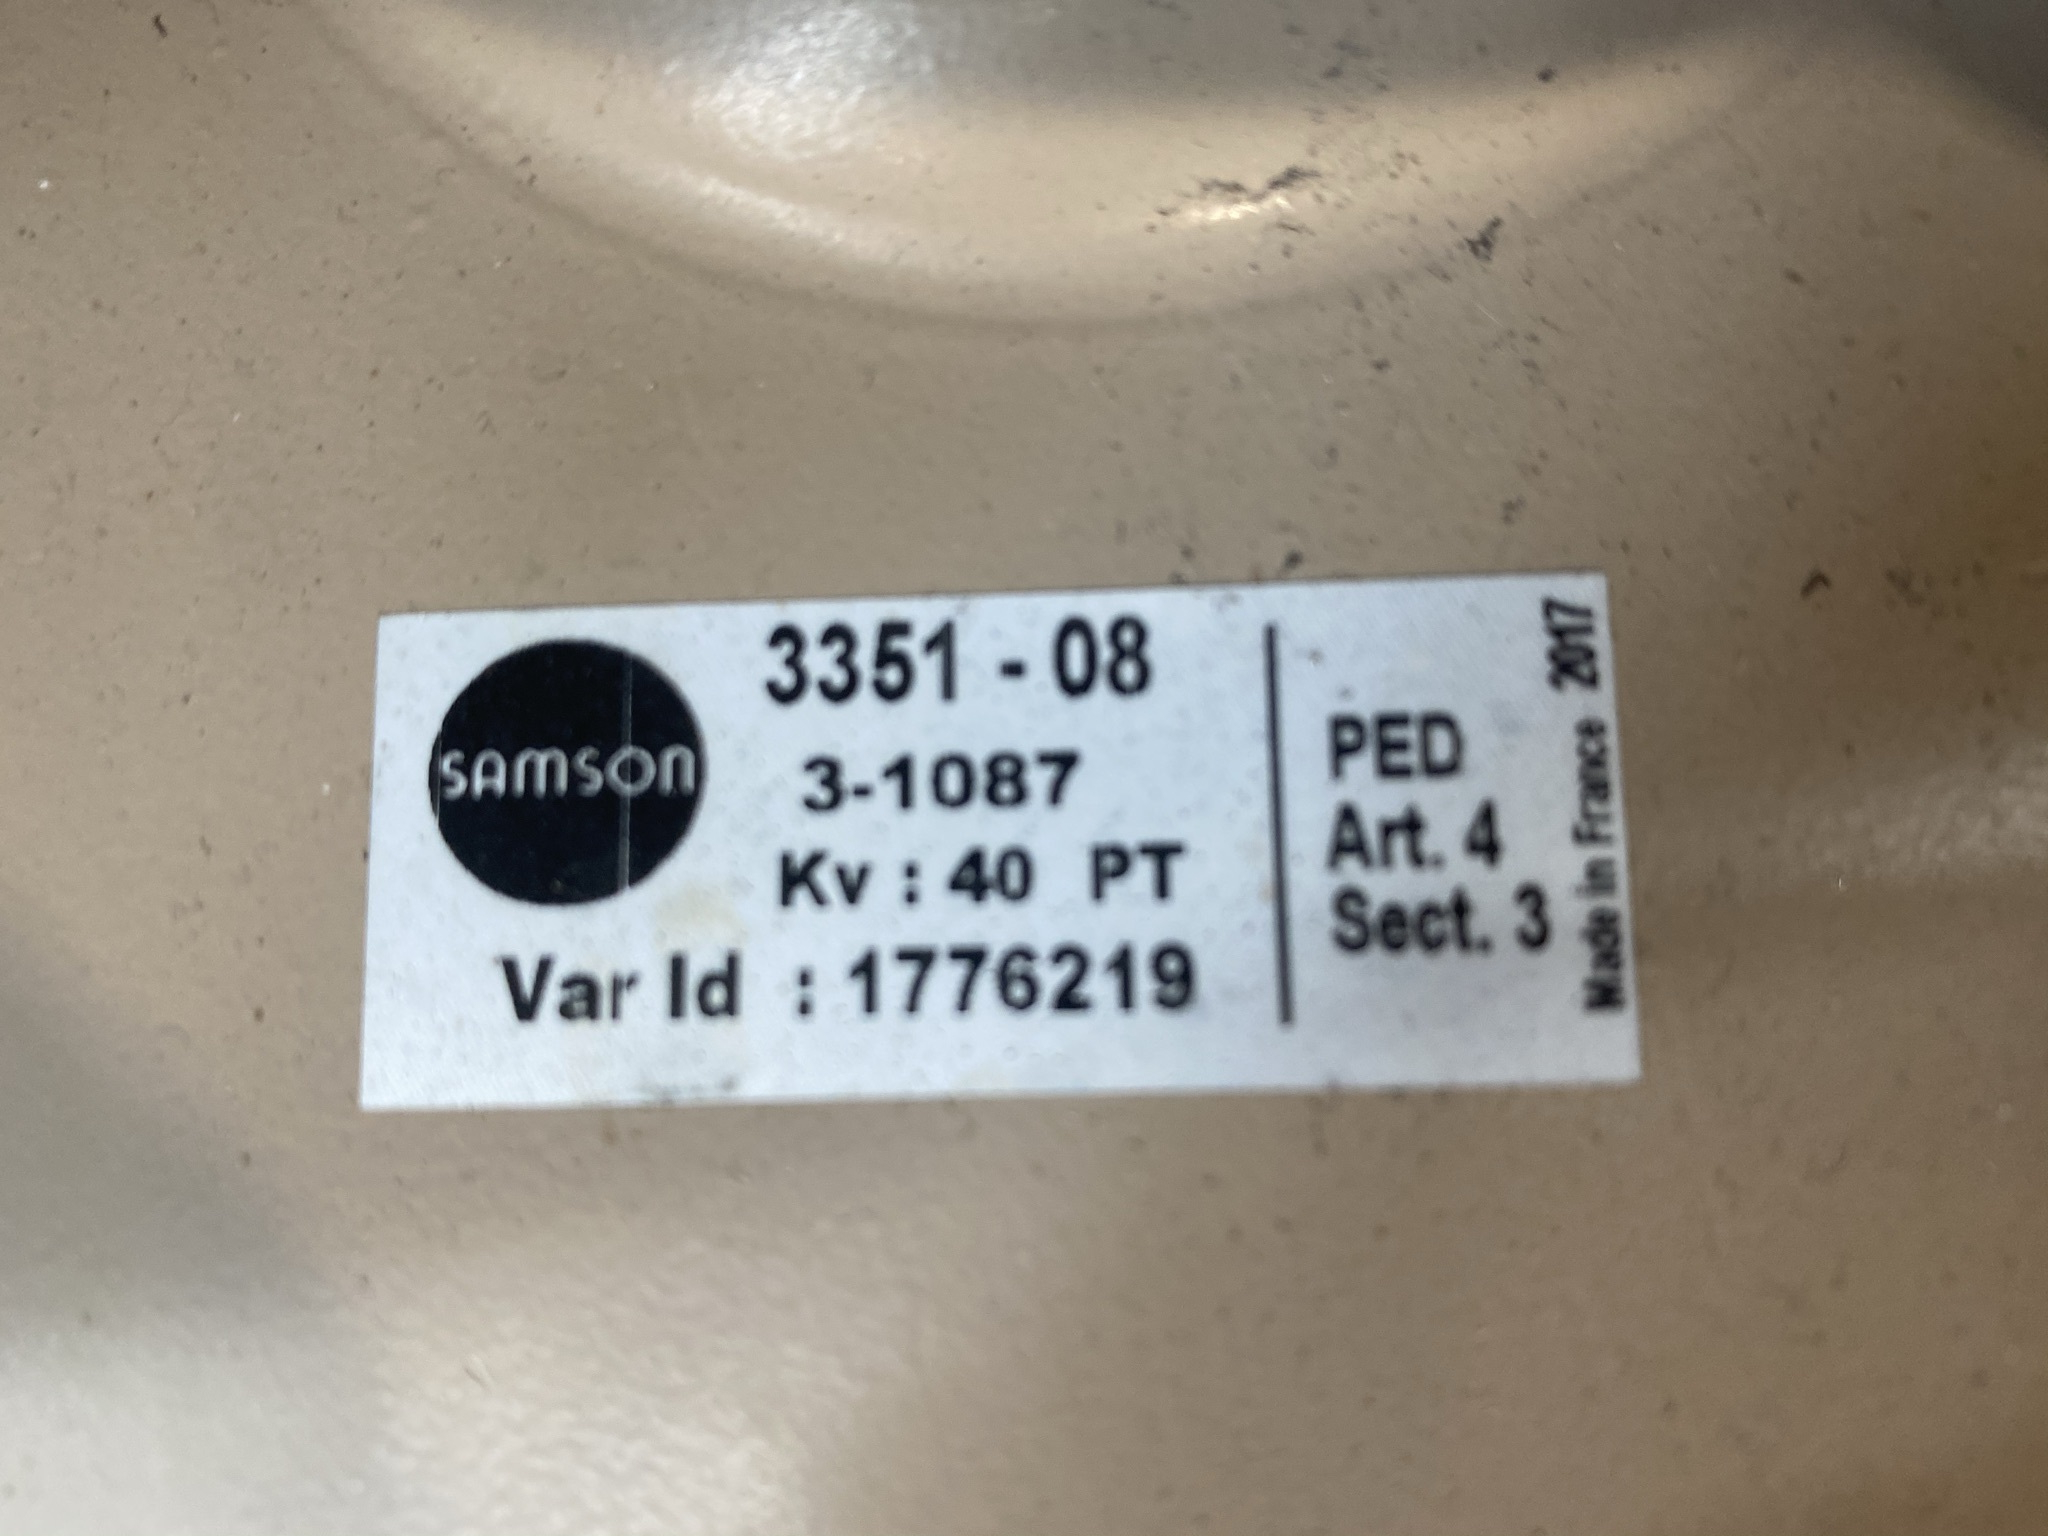 SAMSON
3351 - 08
3-1087
Kv : 40 PT
Var Id : 1776219
PED
Art. 4
Sect. 3
Made in France 2017